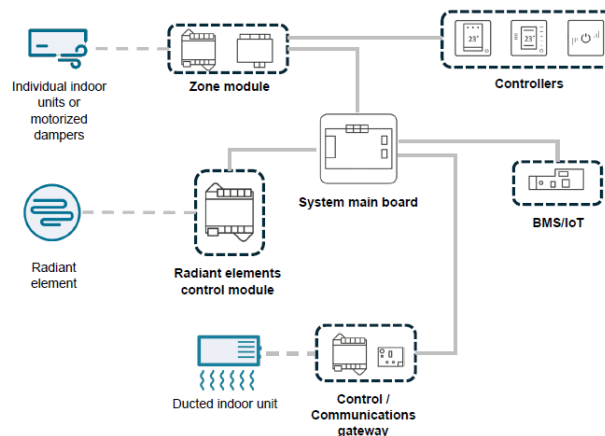 23°
23°
Individual indoor
units or
motorized
dampers
Zone module
Controllers
System main board
BMS/IoT
Radiant
element
Radiant elements
control module
Ducted indoor unit
Control /
Communications
gateway